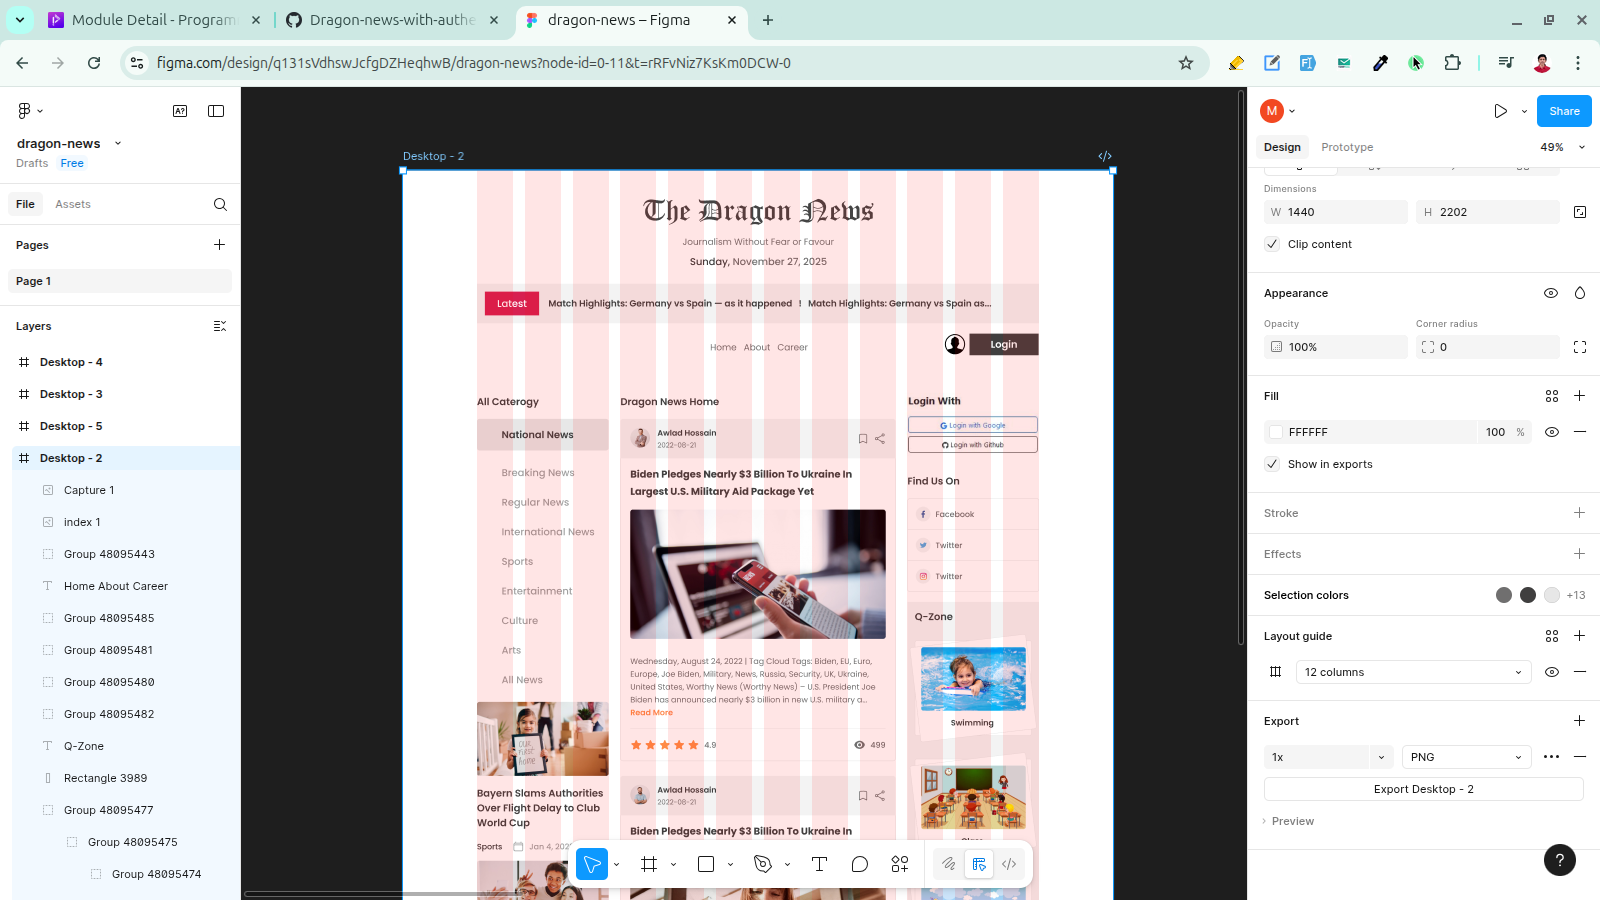 Module Detail - Program
Dragon-news-with-authe
dragon-news – Figma
figma.com/design/q131sVdhswJcfgDZHeqhwB/dragon-news?node-id=0-11&t=rRFvNiz7KsKm0DCW-0
dragon-news
Drafts Free
File Assets
Pages
Page 1
Layers
Desktop - 4
Desktop - 3
Desktop - 5
Desktop - 2
Capture 1
index 1
Group 48095443
Home About Career
Group 48095485
Group 48095481
Group 48095480
Group 48095482
Q-Zone
Rectangle 3989
Group 48095477
Group 48095475
Group 48095474
Desktop - 2
The Dragon News
Journalism Without Fear or Favour
Sunday, November 27, 2025
Latest
Match Highlights: Germany vs Spain — as it happened ! Match Highlights: Germany vs Spain as...
Home About Career
Login
All Caterogy
National News
Breaking News
Regular News
International News
Sports
Entertainment
Culture
Arts
All News
OUR
first
home
Bayern Slams Authorities
Over Flight Delay to Club
World Cup
Sports
Jan 4, 202
Dragon News Home
Awlad Hossain
2022-08-21
Biden Pledges Nearly $3 Billion To Ukraine In
Largest U.S. Military Aid Package Yet
Wednesday, August 24, 2022 | Tag Cloud Tags: Biden, EU, Euro,
Europe, Joe Biden, Military, News, Russia, Security, UK, Ukraine,
United States, Worthy News (Worthy News) – U.S. President Joe
Biden has announced nearly $3 billion in new U.S. military a...
Read More
4.9
499
Awlad Hossain
2022-08-21
Biden Pledges Nearly $3 Billion To Ukraine In
Login With
Login with Google
Login with Github
Find Us On
Facebook
Twitter
Twitter
Q-Zone
Swimming
M
Share
Design Prototype
49%
Dimensions
W 1440
H 2202
Clip content
Appearance
Opacity
Corner radius
100%
0
Fill
FFFFFF
100 %
Show in exports
Stroke
Effects
Selection colors
+13
Layout guide
12 columns
Export
1x
PNG
Export Desktop - 2
Preview
?